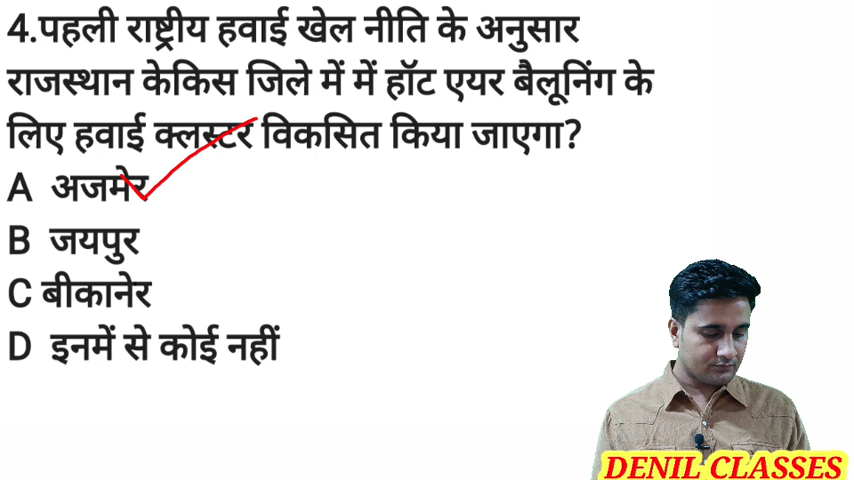 4.पहली राष्ट्रीय हवाई खेल नीति के अनुसार
राजस्थान केकिस जिले में में हॉट एयर बैलूनिंग के
लिए हवाई क्लस्टर विकसित किया जाएगा?
A अजमेर
B जयपुर
C बीकानेर
D इनमें से कोई नहीं
DENIL CLASSES